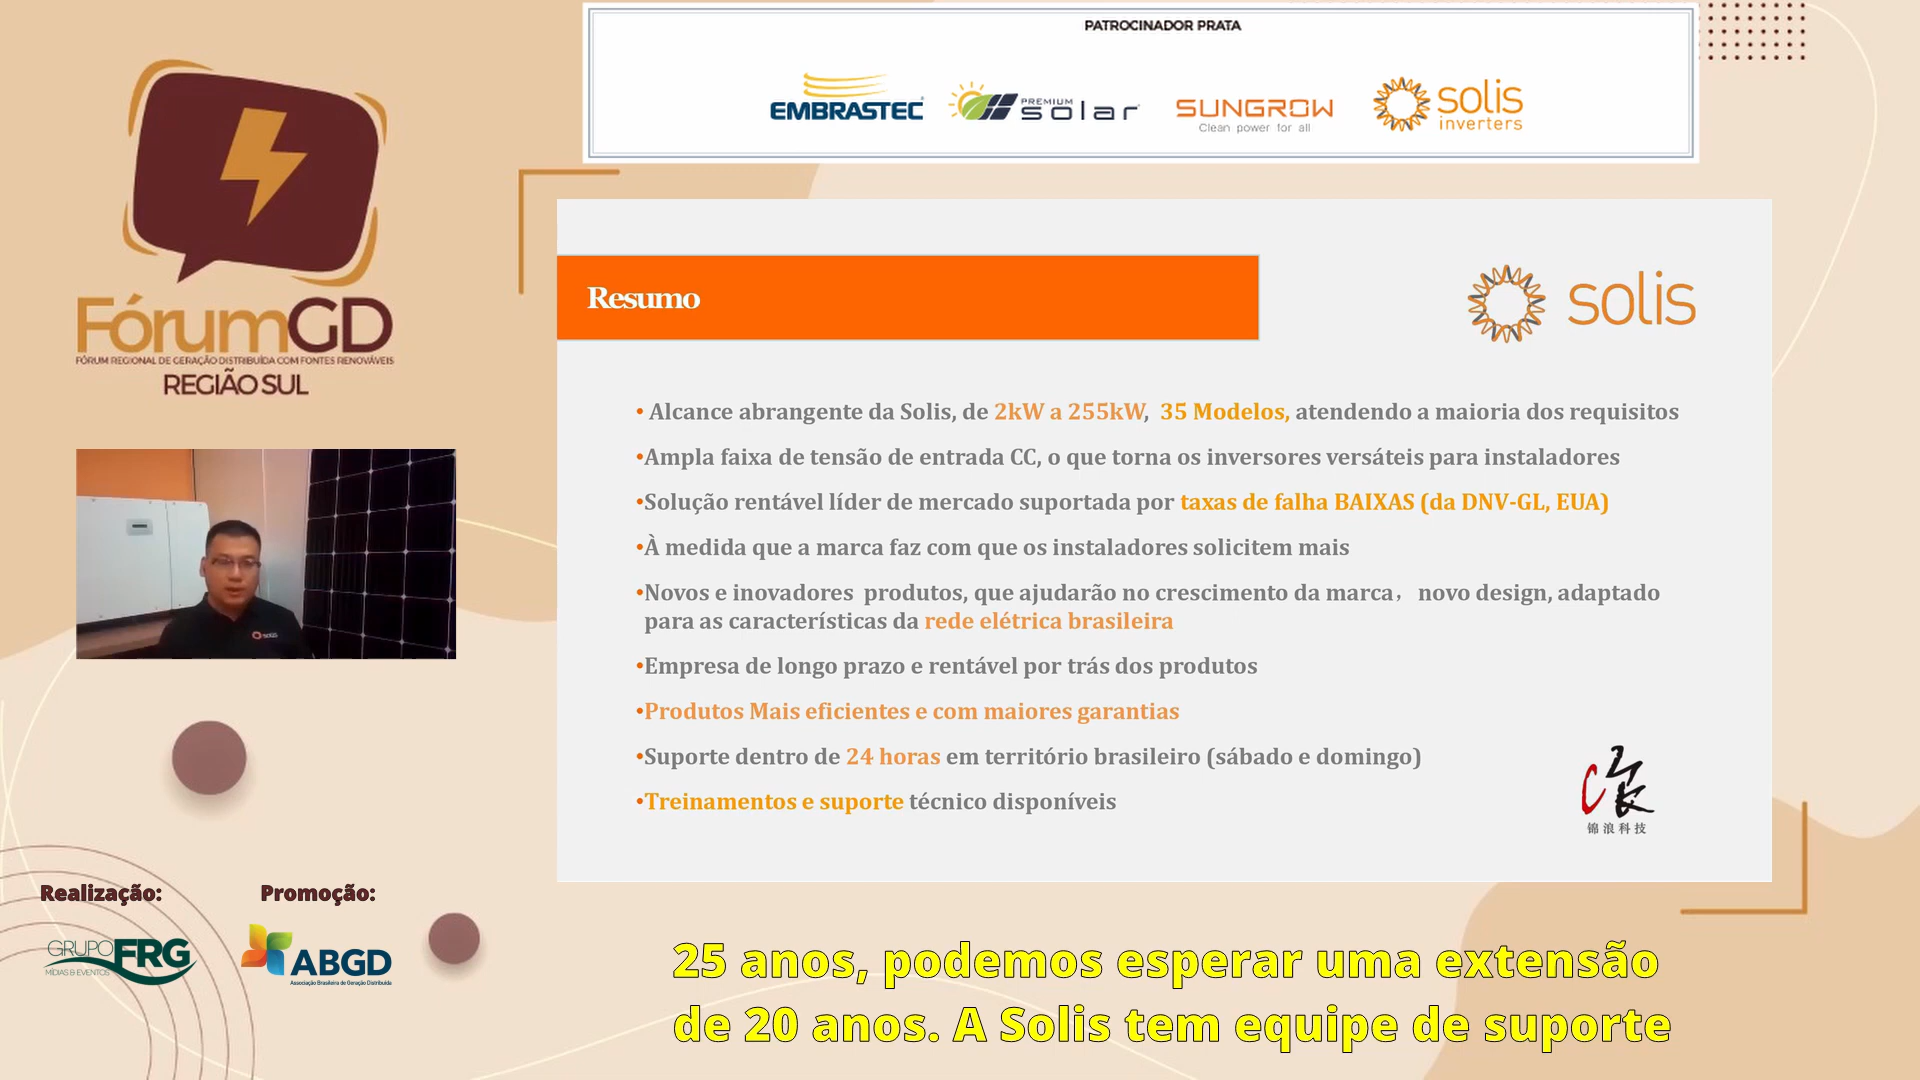 PATROCINADOR PRATA
EMBRASTEC
PREMIUM
solar
SUNGROW
Clean power for all
solis
inverters
FórumGD
FÓRUM REGIONAL DE GERAÇÃO DISTRIBUÍDA COM FONTES RENOVÁVEIS
REGIÃO SUL
Resumo
solis
• Alcance abrangente da Solis, de 2kW a 255kW, 35 Modelos, atendendo a maioria dos requisitos
•Ampla faixa de tensão de entrada CC, o que torna os inversores versáteis para instaladores
•Solução rentável líder de mercado suportada por taxas de falha BAIXAS (da DNV-GL, EUA)
•À medida que a marca faz com que os instaladores solicitem mais
•Novos e inovadores produtos, que ajudarão no crescimento da marca， novo design, adaptado
para as características da rede elétrica brasileira
•Empresa de longo prazo e rentável por trás dos produtos
•Produtos Mais eficientes e com maiores garantias
•Suporte dentro de 24 horas em território brasileiro (sábado e domingo)
•Treinamentos e suporte técnico disponíveis
锦浪科技
solis
Realização:
Promoção:
GRUPO FRG
MÍDIAS & EVENTOS
ABGD
Associação Brasileira de Geração Distribuída
25 anos, podemos esperar uma extensão
de 20 anos. A Solis tem equipe de suporte